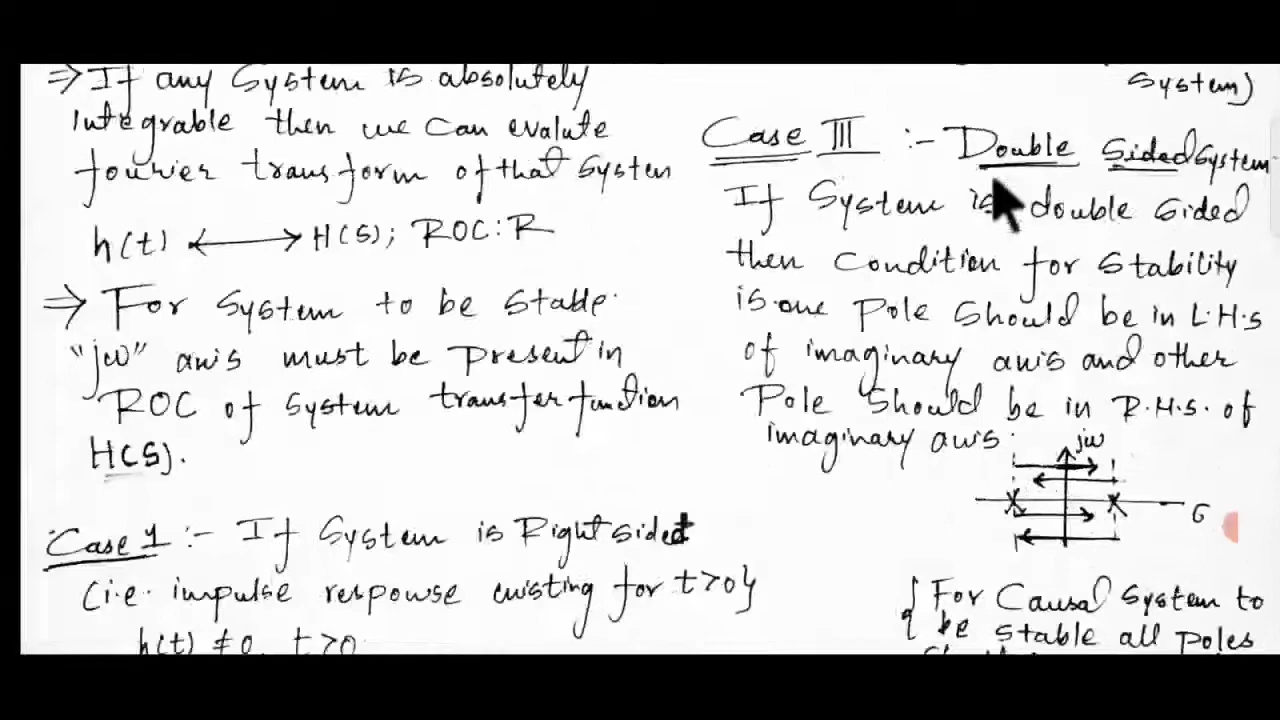 ⇒ If any System is absolutely
Integrable then we can evalute
fourier transform of that System
h(t) ⟷ H(S); ROC:R
⇒ For System to be Stable
"jω" axis must be present in
ROC of System transfer function
H(S).
Case 1 :- If System is Right sided
(i.e. impulse response existing for t>0}
h(t) ≠ 0, t>0
System)
Case III :- Double Sided System
If System is double Sided
then Condition for Stability
is one Pole Should be in L.H.S
of imaginary axis and other
Pole Should be in R.H.S. of
imaginary axis.
jω
σ
{ For Causal System to
be stable all poles